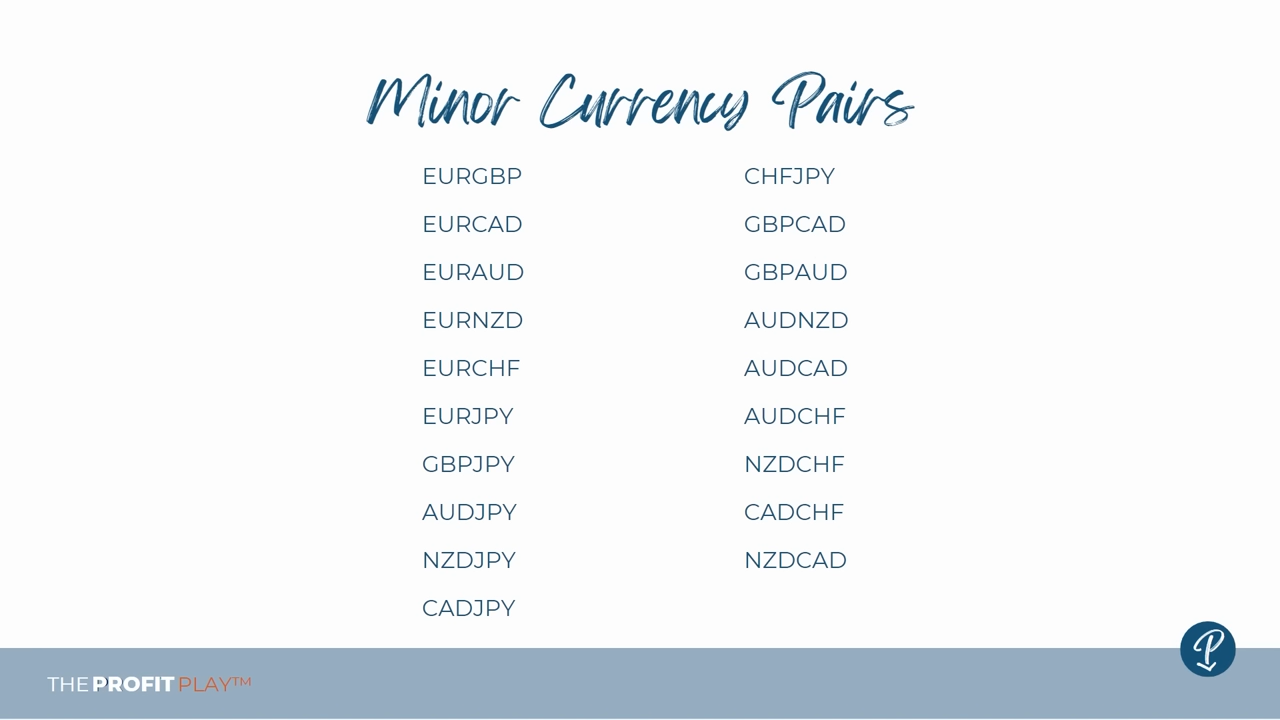 Minor Currency Pairs
EURGBP
EURCAD
EURAUD
EURNZD
EURCHF
EURJPY
GBPJPY
AUDJPY
NZDJPY
CADJPY
CHFJPY
GBPCAD
GBPAUD
AUDNZD
AUDCAD
AUDCHF
NZDCHF
CADCHF
NZDCAD
THE PROFIT PLAY™
P